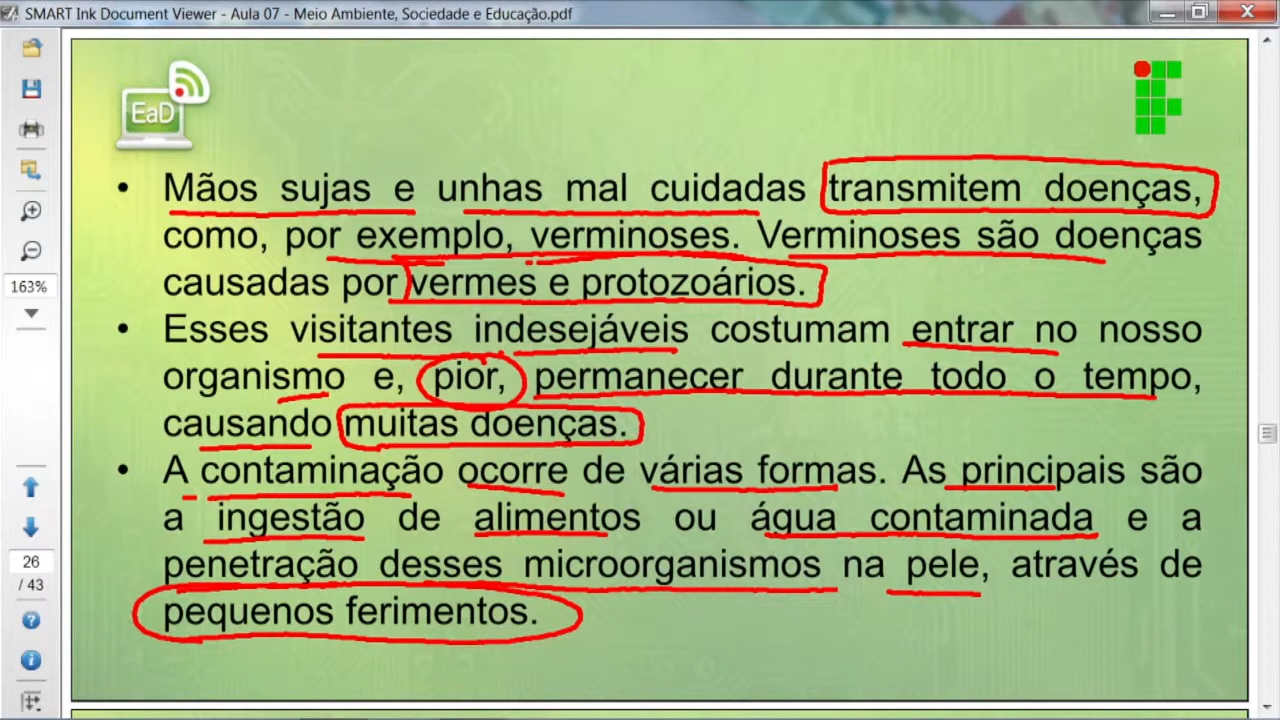 SMART Ink Document Viewer - Aula 07 - Meio Ambiente, Sociedade e Educação.pdf
EaD
• Mãos sujas e unhas mal cuidadas transmitem doenças,
como, por exemplo, verminoses. Verminoses são doenças
causadas por vermes e protozoários.
• Esses visitantes indesejáveis costumam entrar no nosso
organismo e, pior, permanecer durante todo o tempo,
causando muitas doenças.
• A contaminação ocorre de várias formas. As principais são
a ingestão de alimentos ou água contaminada e a
penetração desses microorganismos na pele, através de
pequenos ferimentos.
163%
26
/ 43